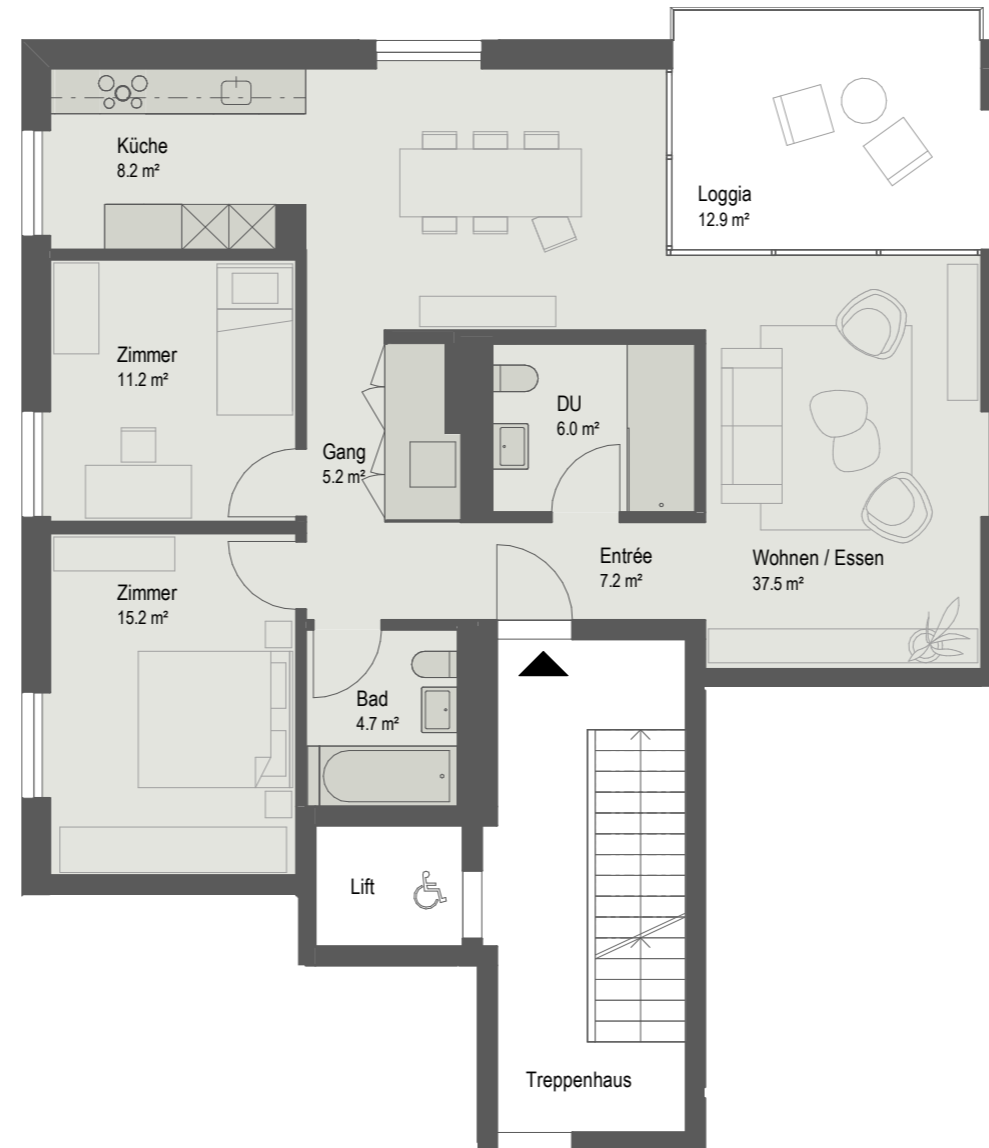 Küche
8.2 m²
Loggia
12.9 m²
Zimmer
11.2 m²
DU
6.0 m²
Gang
5.2 m²
Entrée
7.2 m²
Wohnen / Essen
37.5 m²
Zimmer
15.2 m²
Bad
4.7 m²
Lift
Treppenhaus